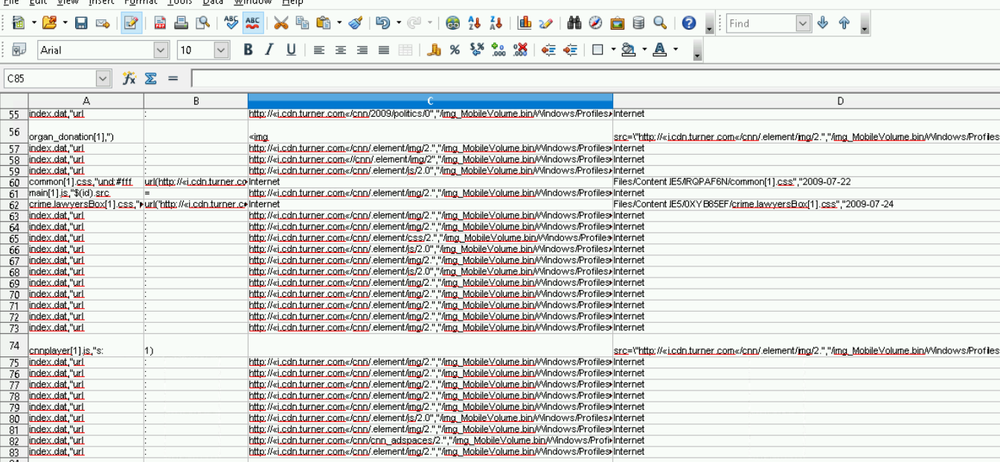 File Edit View Insert Format Tools Data Window Help
Find
Arial 10 B I U
C85
A B C D
55 index.dat,"url : http://«i.cdn.turner.com«/cnn/2009/politics/0","/img_MobileVolume.bin/Windows/Profiles Internet
56 organ_donation[1],") <img src=\"http://«i.cdn.turner.com«/cnn/.element/img/2.","/img_MobileVolume.bin/Windows/Profiles
57 index.dat,"url : http://«i.cdn.turner.com«/cnn/.element/img/2.","/img_MobileVolume.bin/Windows/Profiles Internet
58 index.dat,"url : http://«i.cdn.turner.com«//cnn/.element/img/2","/img_MobileVolume.bin/Windows/Profiles Internet
59 index.dat,"url : http://«i.cdn.turner.com«/cnn/.element/js/2.0","/img_MobileVolume.bin/Windows/Profiles Internet
60 common[1].css,"und:#fff url(http://«i.cdn.turner.co Internet Files/Content.IE5/IRQPAF6N/common[1].css","2009-07-22
61 main[1].js,"$(id).src = http://«i.cdn.turner.com«/cnn/.element/img/2.","/img_MobileVolume.bin/Windows/Profiles Internet
62 crime.lawyersBox[1].css," url('http://«i.cdn.turner.c Internet Files/Content.IE5/0XYB85EF/crime.lawyersBox[1].css","2009-07-24
63 index.dat,"url : http://«i.cdn.turner.com«/cnn/.element/img/2.","/img_MobileVolume.bin/Windows/Profiles Internet
64 index.dat,"url : http://«i.cdn.turner.com«/cnn/.element/img/2.","/img_MobileVolume.bin/Windows/Profiles Internet
65 index.dat,"url : http://«i.cdn.turner.com«/cnn/.element/css/2.","/img_MobileVolume.bin/Windows/Profiles Internet
66 index.dat,"url : http://«i.cdn.turner.com«/cnn/.element/js/2.0","/img_MobileVolume.bin/Windows/Profiles Internet
67 index.dat,"url : http://«i.cdn.turner.com«/cnn/.element/img/2.","/img_MobileVolume.bin/Windows/Profiles Internet
68 index.dat,"url : http://«i.cdn.turner.com«/cnn/.element/js/2.0","/img_MobileVolume.bin/Windows/Profiles Internet
69 index.dat,"url : http://«i.cdn.turner.com«/cnn/.element/img/2.","/img_MobileVolume.bin/Windows/Profiles Internet
70 index.dat,"url : http://«i.cdn.turner.com«/cnn/.element/img/2.","/img_MobileVolume.bin/Windows/Profiles Internet
71 index.dat,"url : http://«i.cdn.turner.com«/cnn/.element/img/2.","/img_MobileVolume.bin/Windows/Profiles Internet
72 index.dat,"url : http://«i.cdn.turner.com«/cnn/.element/img/2.","/img_MobileVolume.bin/Windows/Profiles Internet
73 index.dat,"url : http://«i.cdn.turner.com«/cnn/.element/img/2.","/img_MobileVolume.bin/Windows/Profiles Internet
74 cnnplayer[1].js,"s: 1) src=\"http://«i.cdn.turner.com«/cnn/.element/img/2.","/img_MobileVolume.bin/Windows/Profiles
75 index.dat,"url : http://«i.cdn.turner.com«/cnn/.element/img/2.","/img_MobileVolume.bin/Windows/Profiles Internet
76 index.dat,"url : http://«i.cdn.turner.com«/cnn/.element/img/2.","/img_MobileVolume.bin/Windows/Profiles Internet
77 index.dat,"url : http://«i.cdn.turner.com«/cnn/.element/img/2.","/img_MobileVolume.bin/Windows/Profiles Internet
78 index.dat,"url : http://«i.cdn.turner.com«/cnn/.element/img/2.","/img_MobileVolume.bin/Windows/Profiles Internet
79 index.dat,"url : http://«i.cdn.turner.com«/cnn/.element/img/2.","/img_MobileVolume.bin/Windows/Profiles Internet
80 index.dat,"url : http://«i.cdn.turner.com«/cnn/.element/js/2.0","/img_MobileVolume.bin/Windows/Profiles Internet
81 index.dat,"url : http://«i.cdn.turner.com«/cnn/.element/img/2.","/img_MobileVolume.bin/Windows/Profiles Internet
82 index.dat,"url : http://«i.cdn.turner.com«/cnn/cnn_adspaces/2.","/img_MobileVolume.bin/Windows/Profi Internet
83 index.dat,"url : http://«i.cdn.turner.com«/cnn/.element/img/2.","/img_MobileVolume.bin/Windows/Profiles Internet